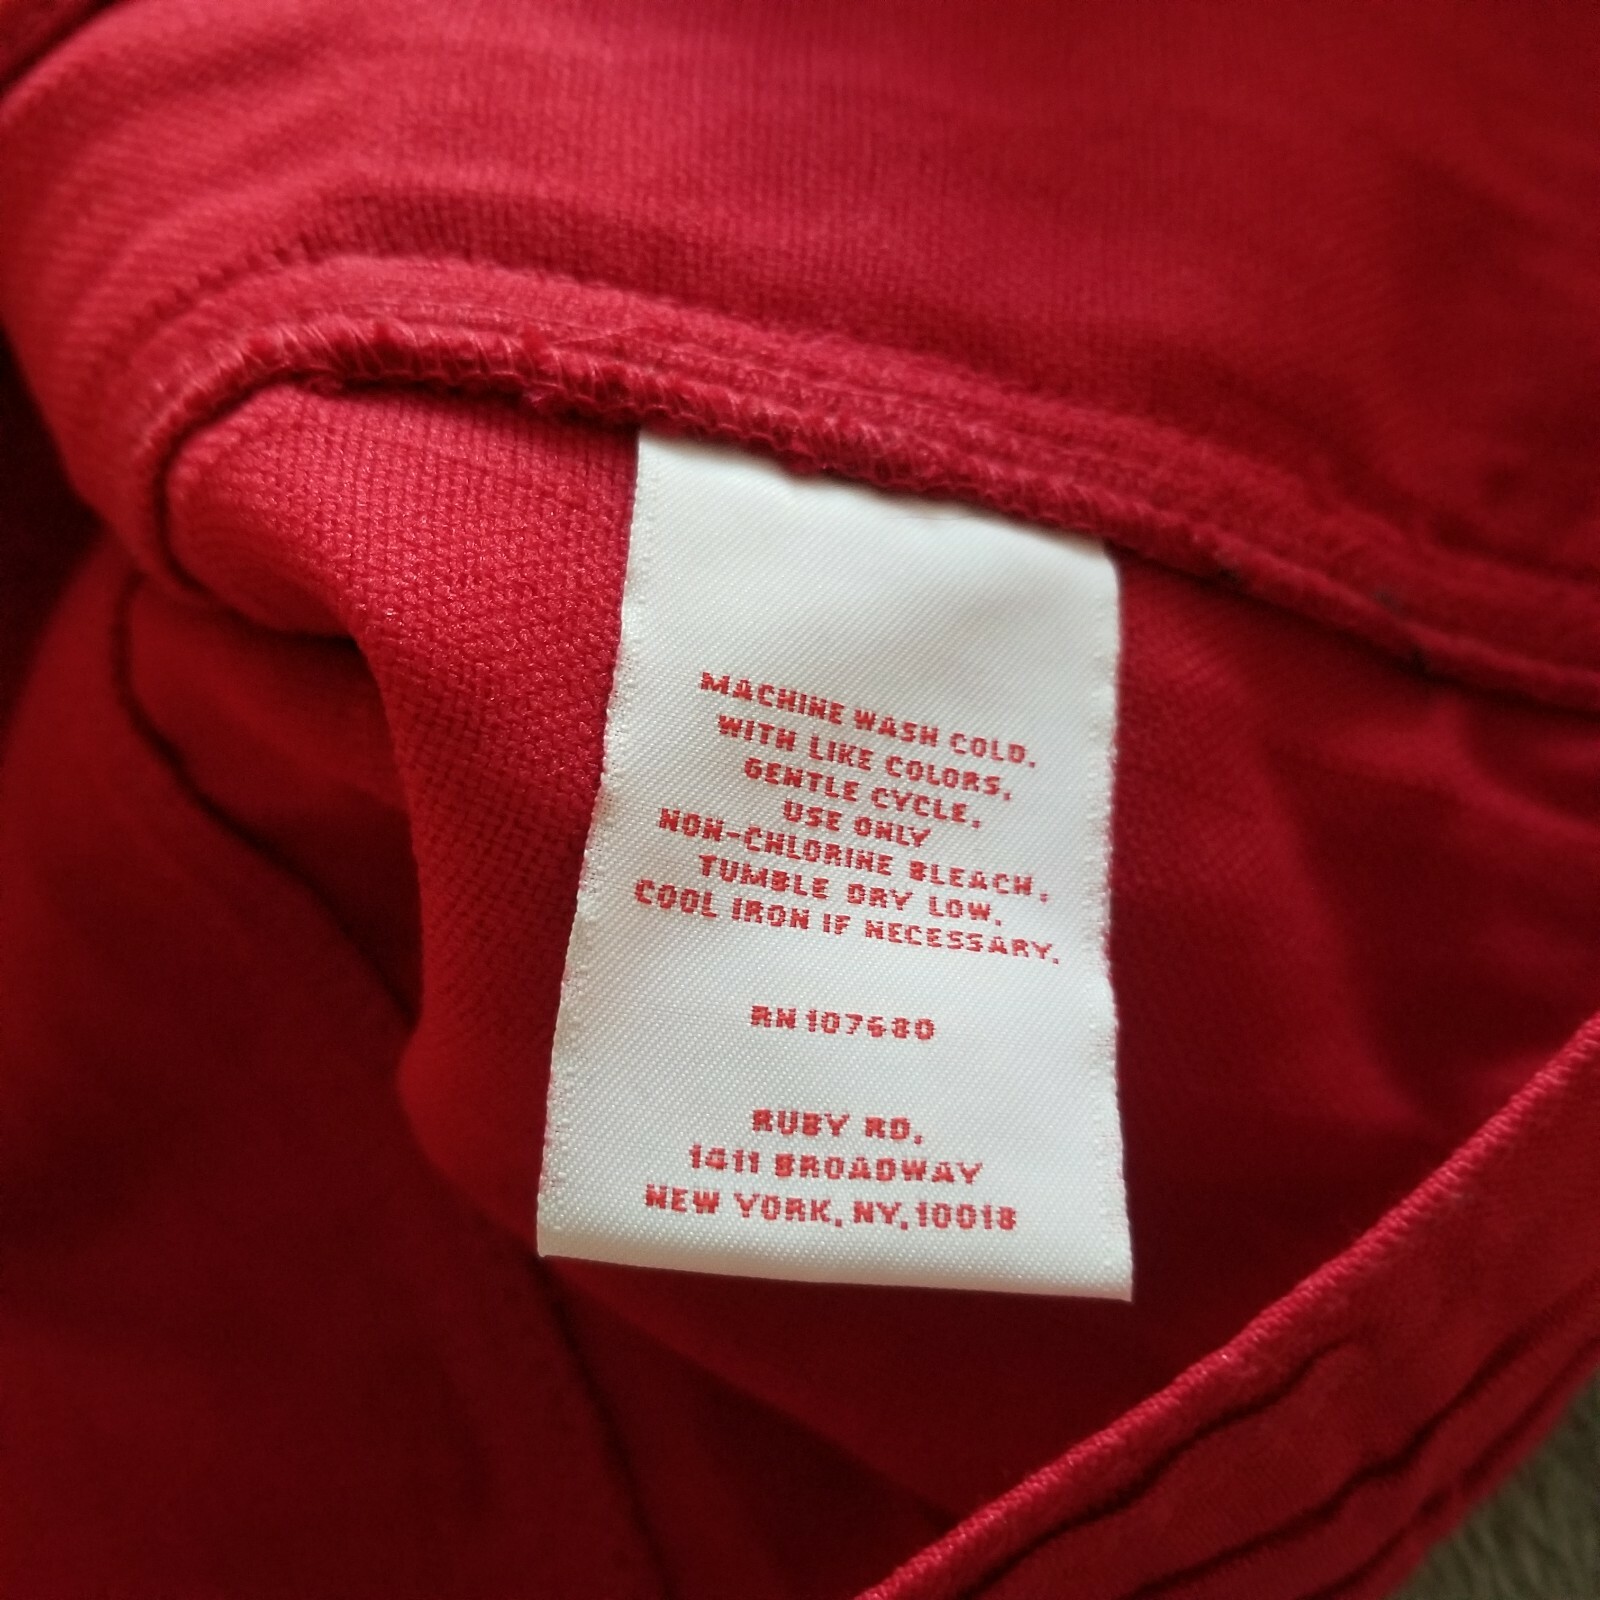 MACHINE WASH COLD.
WITH LIKE COLORS.
GENTLE CYCLE.
USE ONLY
NON-CHLORINE BLEACH.
TUMBLE DRY LOW.
COOL IRON IF NECESSARY.
RN 107680
RUBY RD.
1411 BROADWAY
NEW YORK, NY, 10018